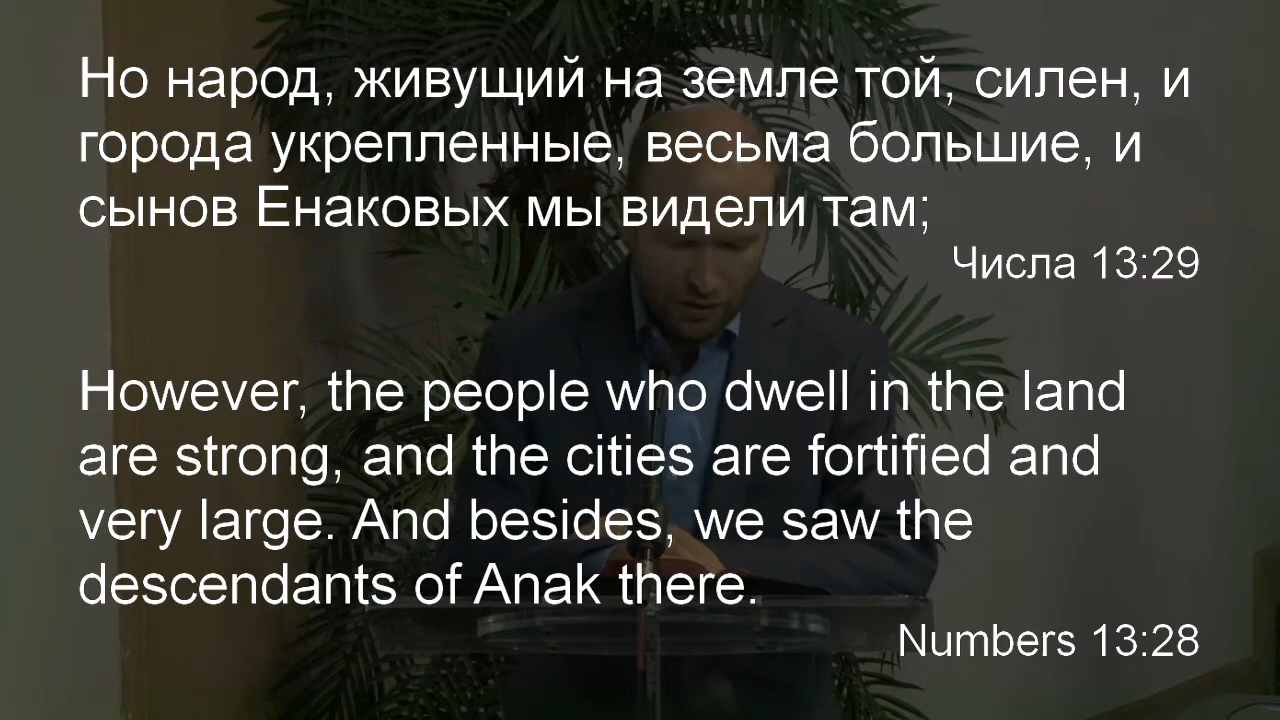 Но народ, живущий на земле той, силен, и
города укрепленные, весьма большие, и
сынов Енаковых мы видели там;
Числа 13:29
However, the people who dwell in the land
are strong, and the cities are fortified and
very large. And besides, we saw the
descendants of Anak there.
Numbers 13:28